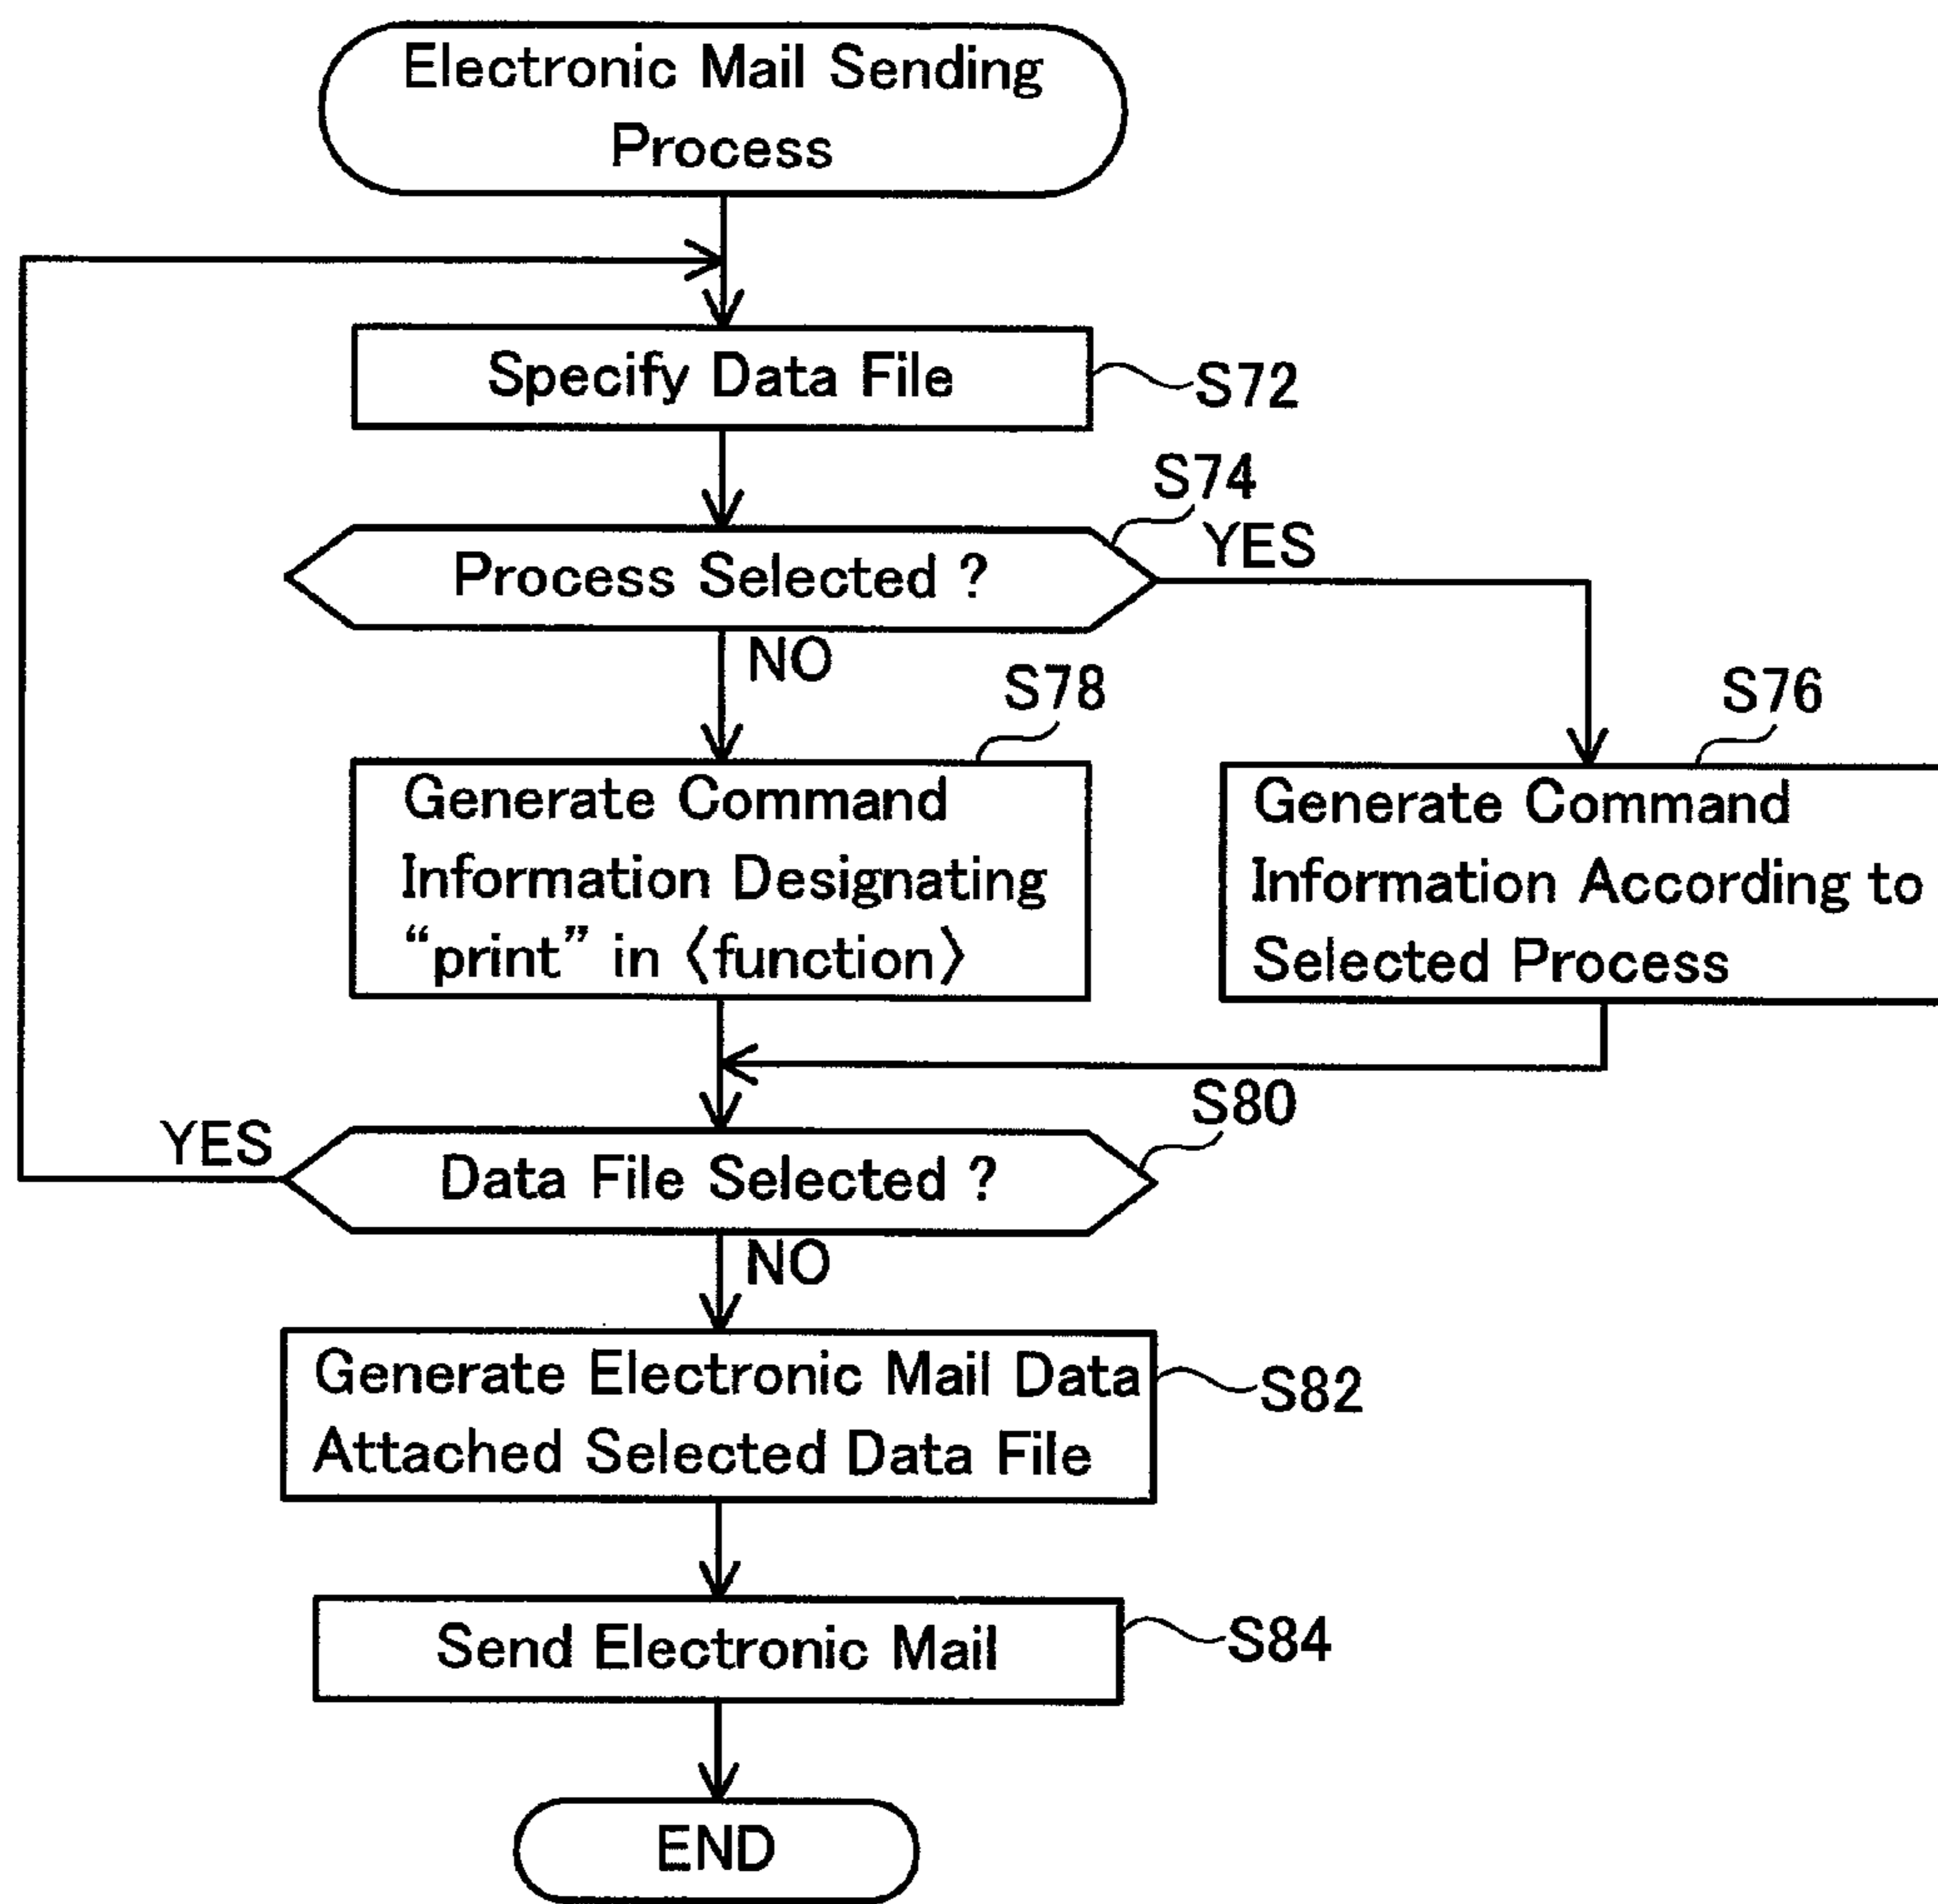 Electronic Mail Sending
Process
Specify Data File
S72
S74
Process Selected ?
YES
NO
S78
Generate Command
Information Designating
“print” in 〈function〉
S76
Generate Command
Information According to
Selected Process
S80
YES
Data File Selected ?
NO
Generate Electronic Mail Data
Attached Selected Data File
S82
Send Electronic Mail
S84
END